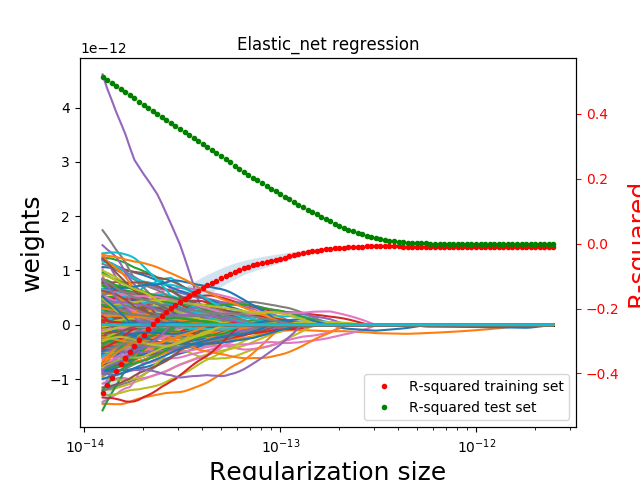 Elastic_net regression
1e−12
4
3
2
1
0
−1
weights
0.4
0.2
0.0
−0.2
−0.4
R-squared
R-squared training set
R-squared test set
10−14
10−13
10−12
Regularization size